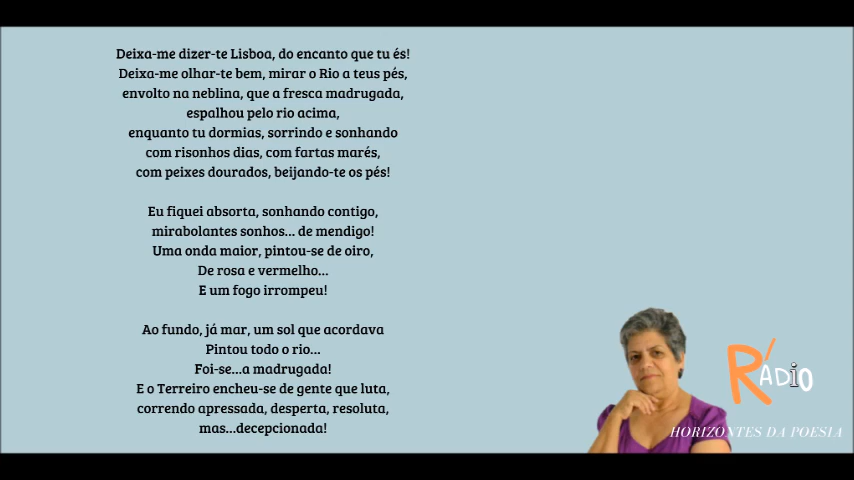 Deixa-me dizer-te Lisboa, do encanto que tu és!
Deixa-me olhar-te bem, mirar o Rio a teus pés,
envolto na neblina, que a fresca madrugada,
espalhou pelo rio acima,
enquanto tu dormias, sorrindo e sonhando
com risonhos dias, com fartas marés,
com peixes dourados, beijando-te os pés!
Eu fiquei absorta, sonhando contigo,
mirabolantes sonhos... de mendigo!
Uma onda maior, pintou-se de oiro,
De rosa e vermelho...
E um fogo irrompeu!
Ao fundo, já mar, um sol que acordava
Pintou todo o rio...
Foi-se...a madrugada!
E o Terreiro encheu-se de gente que luta,
correndo apressada, desperta, resoluta,
mas...decepcionada!
RÁDIO
HORIZONTES DA POESIA